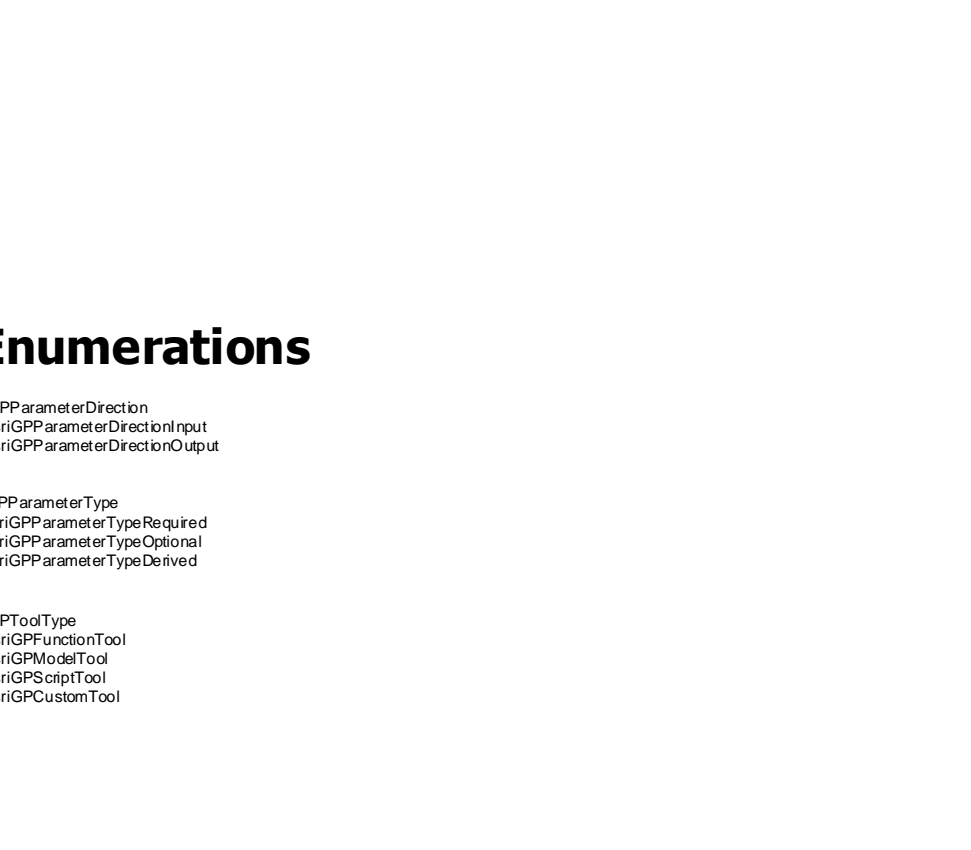 Enumerations
PParameterDirection
riGPParameterDirectionInput
riGPParameterDirectionOutput
PParameterType
riGPParameterTypeRequired
riGPParameterTypeOptional
riGPParameterTypeDerived
PToolType
riGPFunctionTool
riGPModelTool
riGPScriptTool
riGPCustomTool